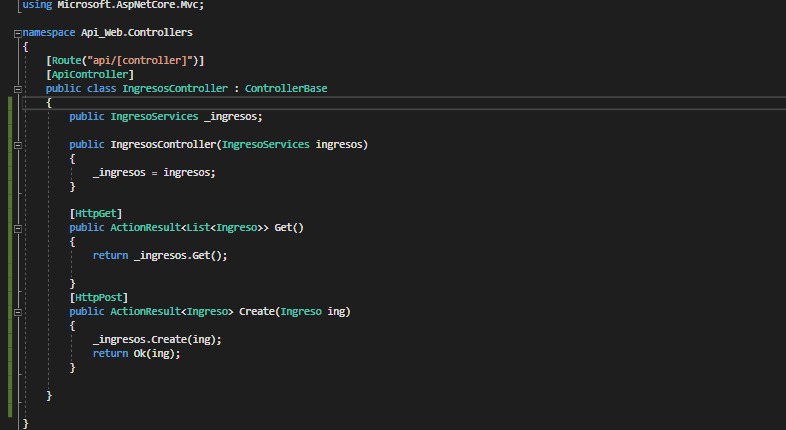 using Microsoft.AspNetCore.Mvc;
namespace Api_Web.Controllers
{
[Route("api/[controller]")]
[ApiController]
public class IngresosController : ControllerBase
{
public IngresoServices _ingresos;
public IngresosController(IngresoServices ingresos)
{
_ingresos = ingresos;
}
[HttpGet]
public ActionResult<List<Ingreso>> Get()
{
return _ingresos.Get();
}
[HttpPost]
public ActionResult<Ingreso> Create(Ingreso ing)
{
_ingresos.Create(ing);
return Ok(ing);
}
}
}